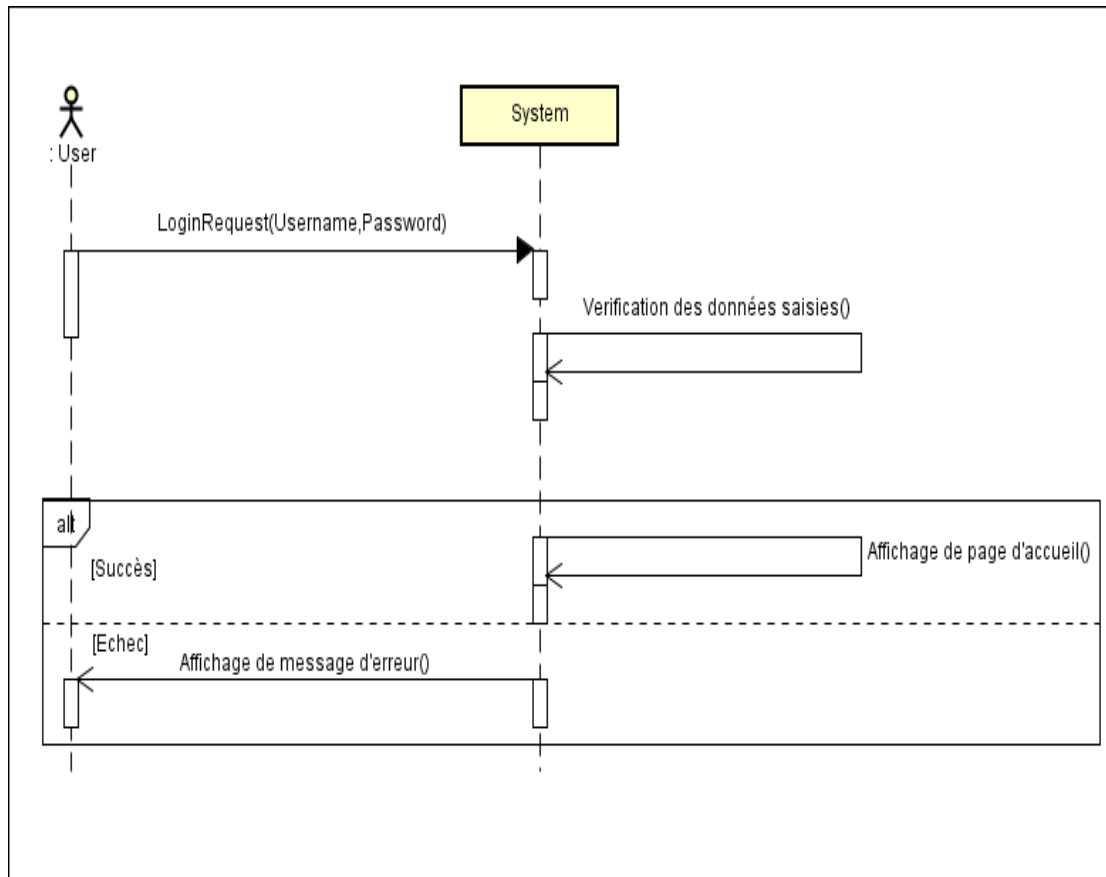 System
: User
LoginRequest(Username,Password)
Verification des données saisies()
alt
Affichage de page d'accueil()
[Succès]
[Echec]
Affichage de message d'erreur()